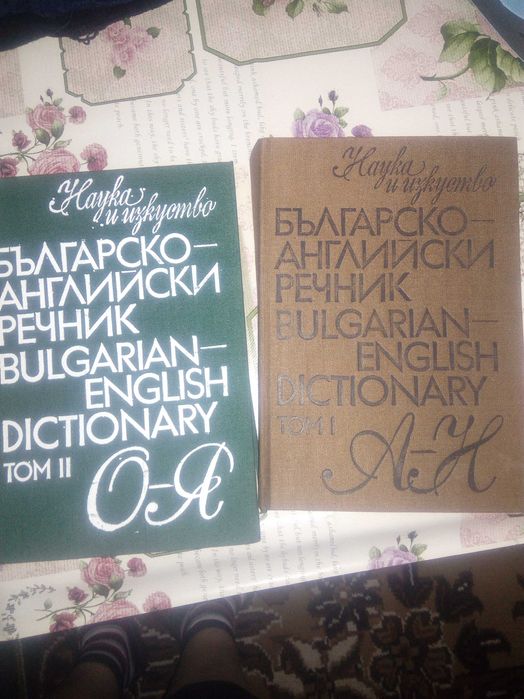 Наука
и изкуство
БЪЛГАРСКО–
АНГЛИЙСКИ
РЕЧНИК
BULGARIAN–
ENGLISH
DICTIONARY
ТОМ II
О–Я
Наука
и изкуство
БЪЛГАРСКО–
АНГЛИЙСКИ
РЕЧНИК
BULGARIAN–
ENGLISH
DICTIONARY
ТОМ I
А–Н